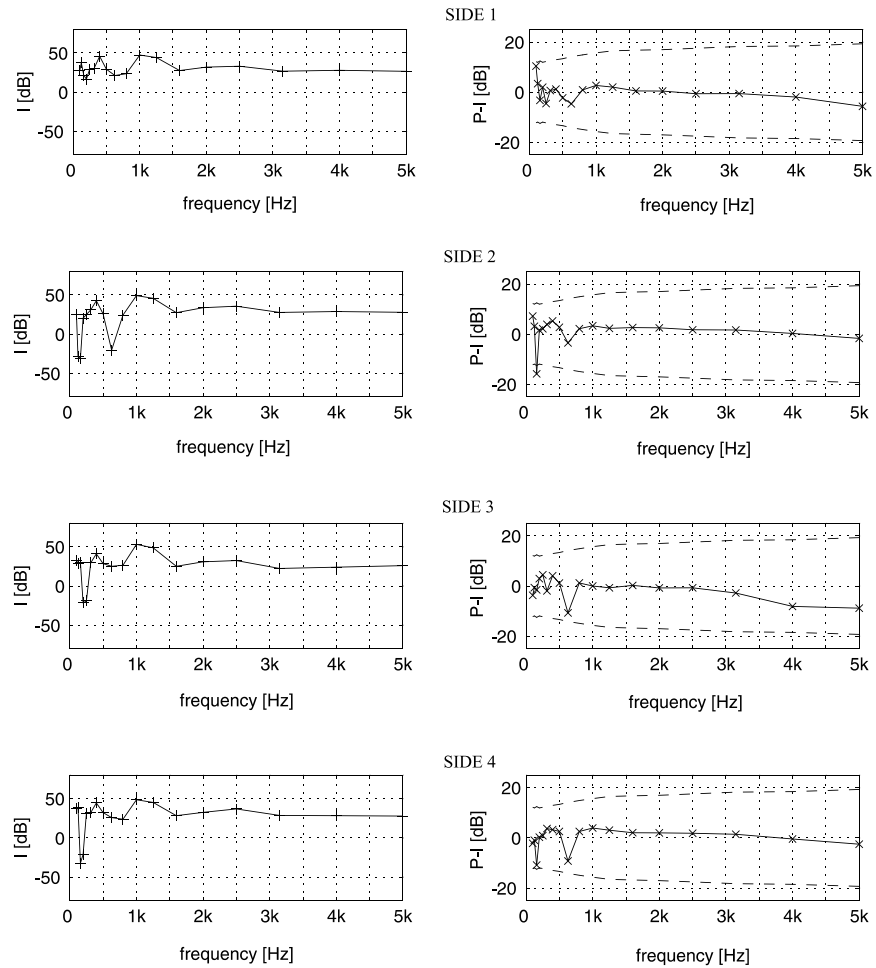 SIDE 1
I [dB]
50
0
-50
0 1k 2k 3k 4k 5k
frequency [Hz]
P-I [dB]
20
0
-20
0 1k 2k 3k 4k 5k
frequency [Hz]
SIDE 2
I [dB]
50
0
-50
0 1k 2k 3k 4k 5k
frequency [Hz]
P-I [dB]
20
0
-20
0 1k 2k 3k 4k 5k
frequency [Hz]
SIDE 3
I [dB]
50
0
-50
0 1k 2k 3k 4k 5k
frequency [Hz]
P-I [dB]
20
0
-20
0 1k 2k 3k 4k 5k
frequency [Hz]
SIDE 4
I [dB]
50
0
-50
0 1k 2k 3k 4k 5k
frequency [Hz]
P-I [dB]
20
0
-20
0 1k 2k 3k 4k 5k
frequency [Hz]